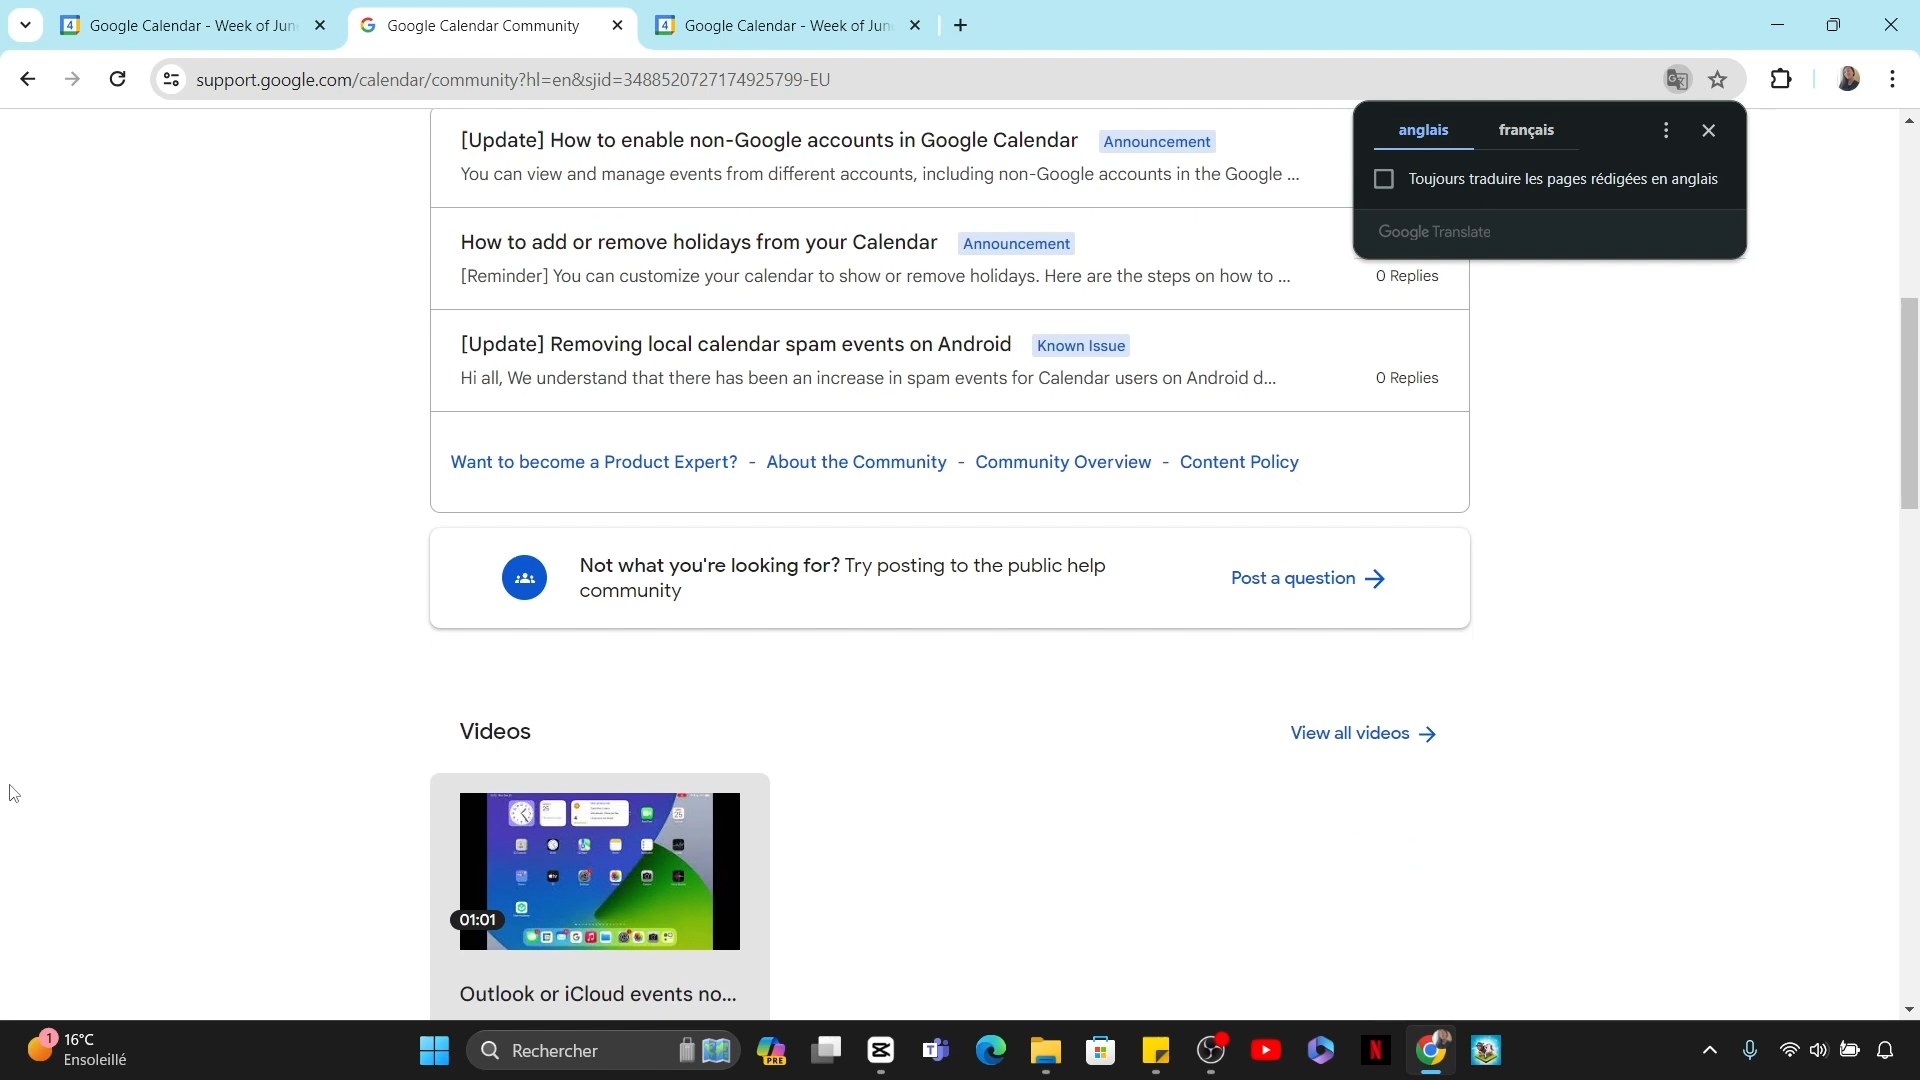 Google Calendar - Week of Jun
Google Calendar Community
Google Calendar - Week of Jun
support.google.com/calendar/community?hl=en&sjid=3488520727174925799-EU
anglais
français
Toujours traduire les pages rédigées en anglais
Google Translate
[Update] How to enable non-Google accounts in Google Calendar Announcement
You can view and manage events from different accounts, including non-Google accounts in the Google ...
How to add or remove holidays from your Calendar Announcement
[Reminder] You can customize your calendar to show or remove holidays. Here are the steps on how to ... 0 Replies
[Update] Removing local calendar spam events on Android Known Issue
Hi all, We understand that there has been an increase in spam events for Calendar users on Android d... 0 Replies
Want to become a Product Expert? - About the Community - Community Overview - Content Policy
Not what you're looking for? Try posting to the public help
community
Post a question
Videos
View all videos
01:01
Outlook or iCloud events no...
1
16°C
Ensoleillé
Rechercher
PRE